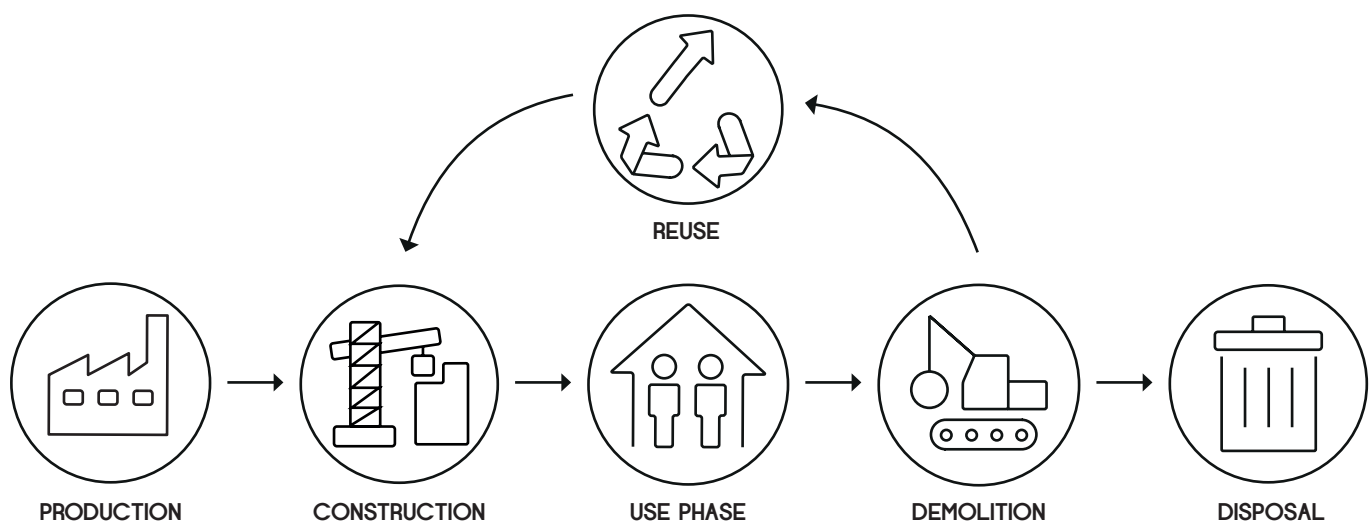 REUSE
PRODUCTION
CONSTRUCTION
USE PHASE
DEMOLITION
DISPOSAL